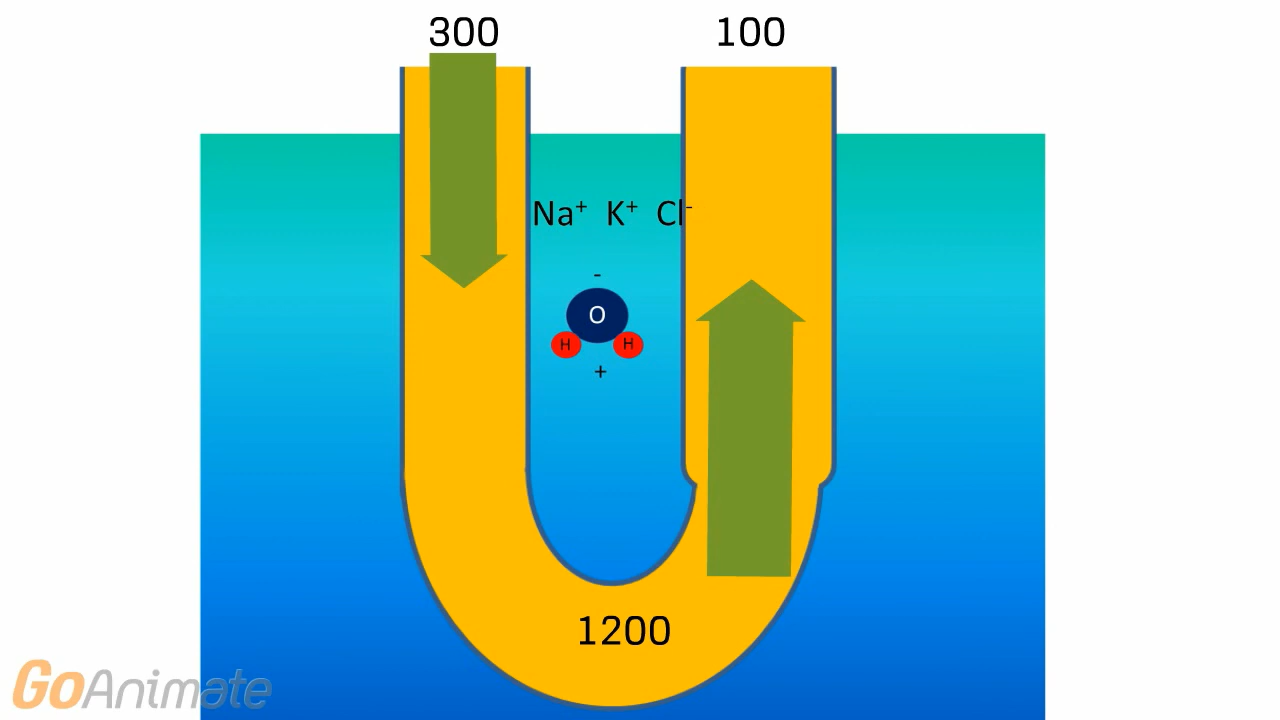 300 100
Na⁺ K⁺ Cl⁻
-
O
H H
+
1200
GoAnimate